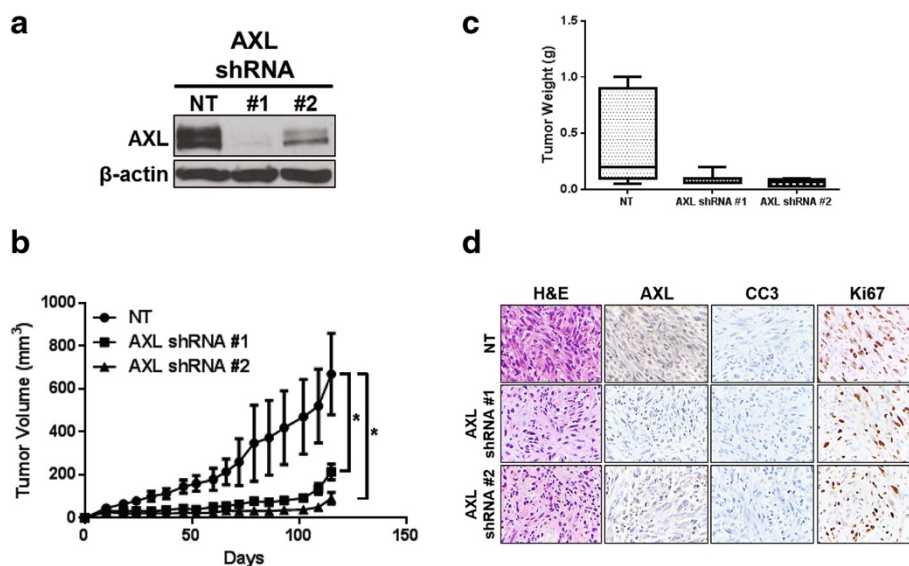 a
AXL
shRNA
NT #1 #2
AXL
β-actin
b
Tumor Volume (mm3)
1000
800
600
400
200
0
NT
AXL shRNA #1
AXL shRNA #2
*
*
0 50 100 150
Days
c
Tumor Weight (g)
1.5
1.0
0.5
0.0
NT AXL shRNA #1 AXL shRNA #2
d
H&E AXL CC3 Ki67
NT
AXL
shRNA #1
AXL
shRNA #2